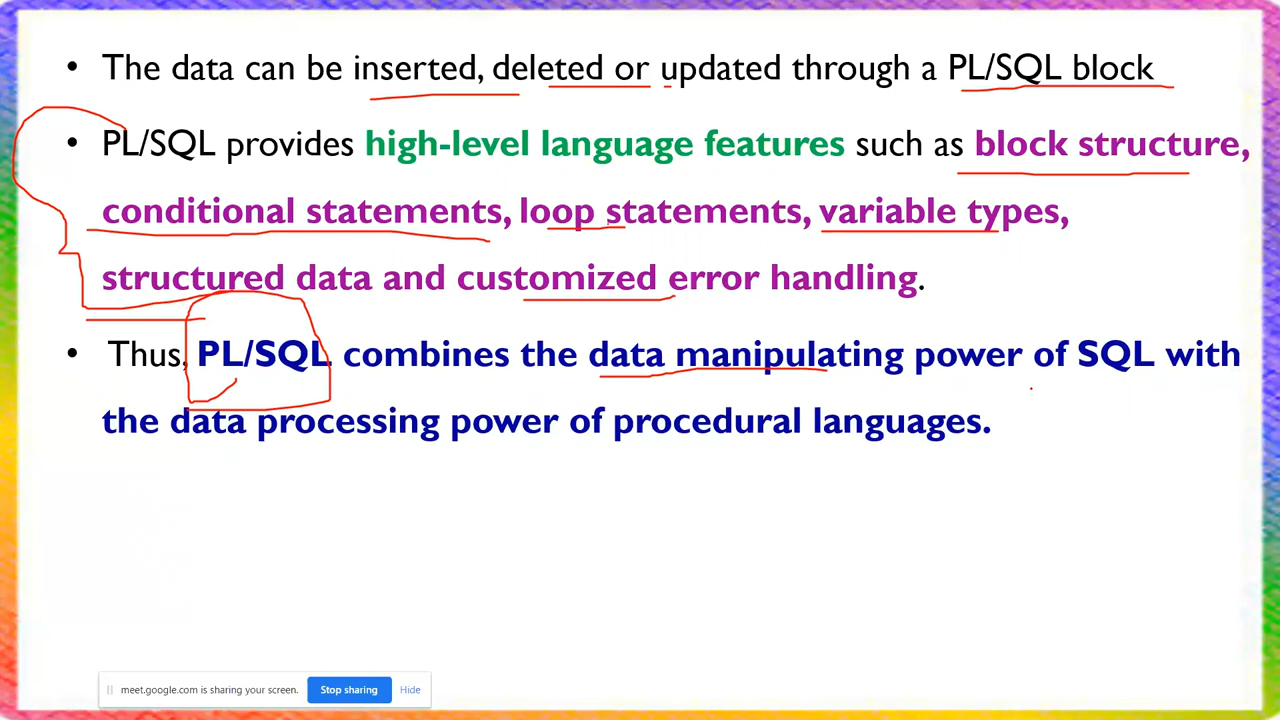 • The data can be inserted, deleted or updated through a PL/SQL block
• PL/SQL provides high-level language features such as block structure,
conditional statements, loop statements, variable types,
structured data and customized error handling.
• Thus, PL/SQL combines the data manipulating power of SQL with
the data processing power of procedural languages.
meet.google.com is sharing your screen. Stop sharing Hide